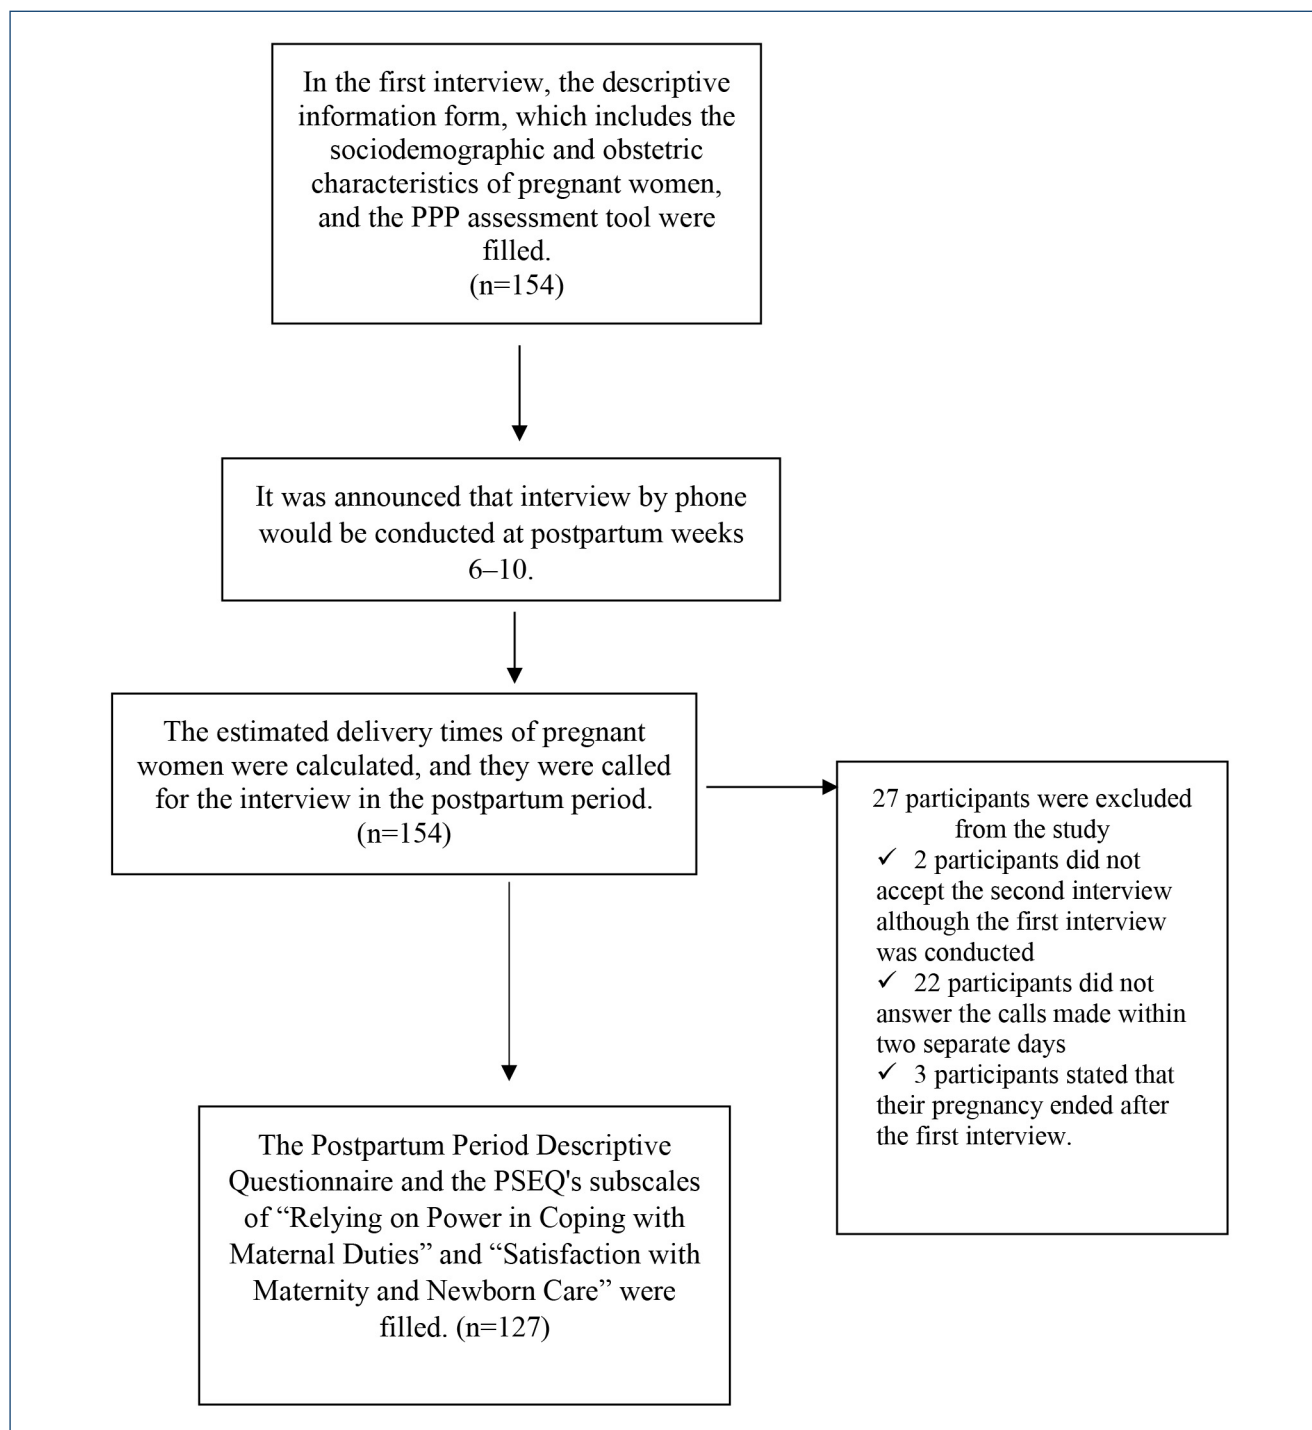 In the first interview, the descriptive
information form, which includes the
sociodemographic and obstetric
characteristics of pregnant women,
and the PPP assessment tool were
filled.
(n=154)
It was announced that interview by phone
would be conducted at postpartum weeks
6–10.
The estimated delivery times of pregnant
women were calculated, and they were called
for the interview in the postpartum period.
(n=154)
27 participants were excluded
from the study
✓ 2 participants did not
accept the second interview
although the first interview
was conducted
✓ 22 participants did not
answer the calls made within
two separate days
✓ 3 participants stated that
their pregnancy ended after
the first interview.
The Postpartum Period Descriptive
Questionnaire and the PSEQ's subscales
of “Relying on Power in Coping with
Maternal Duties” and “Satisfaction with
Maternity and Newborn Care” were
filled. (n=127)